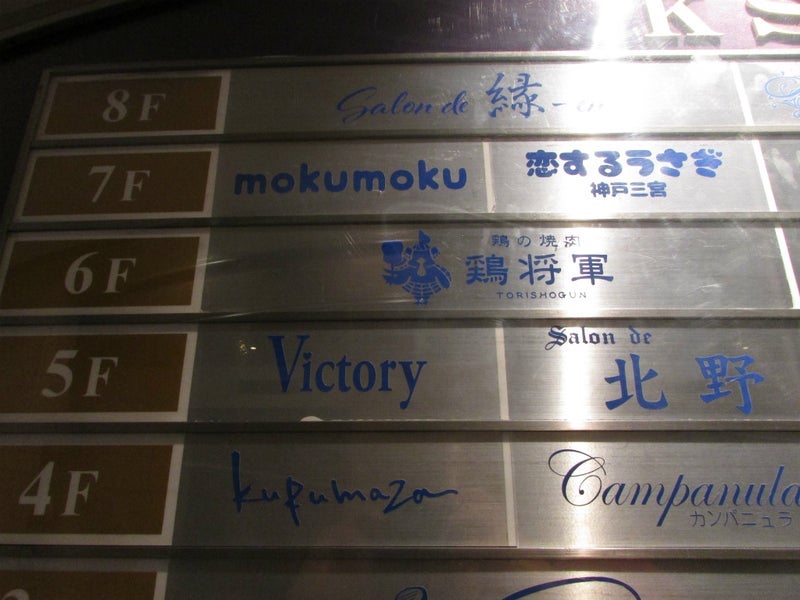 8F
Salon de 縁 -en
7F
mokumoku
恋するうさぎ
神戸三宮
6F
鶏の焼肉
鶏将軍
TORISHOGUN
5F
Victory
Salon de
北野
4F
Campanula
カンパニュラ